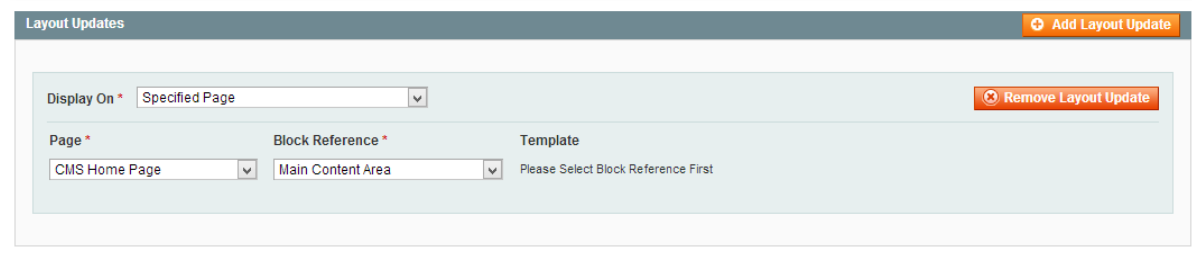 Layout Updates
Add Layout Update
Display On * Specified Page
Remove Layout Update
Page * Block Reference * Template
CMS Home Page Main Content Area Please Select Block Reference First